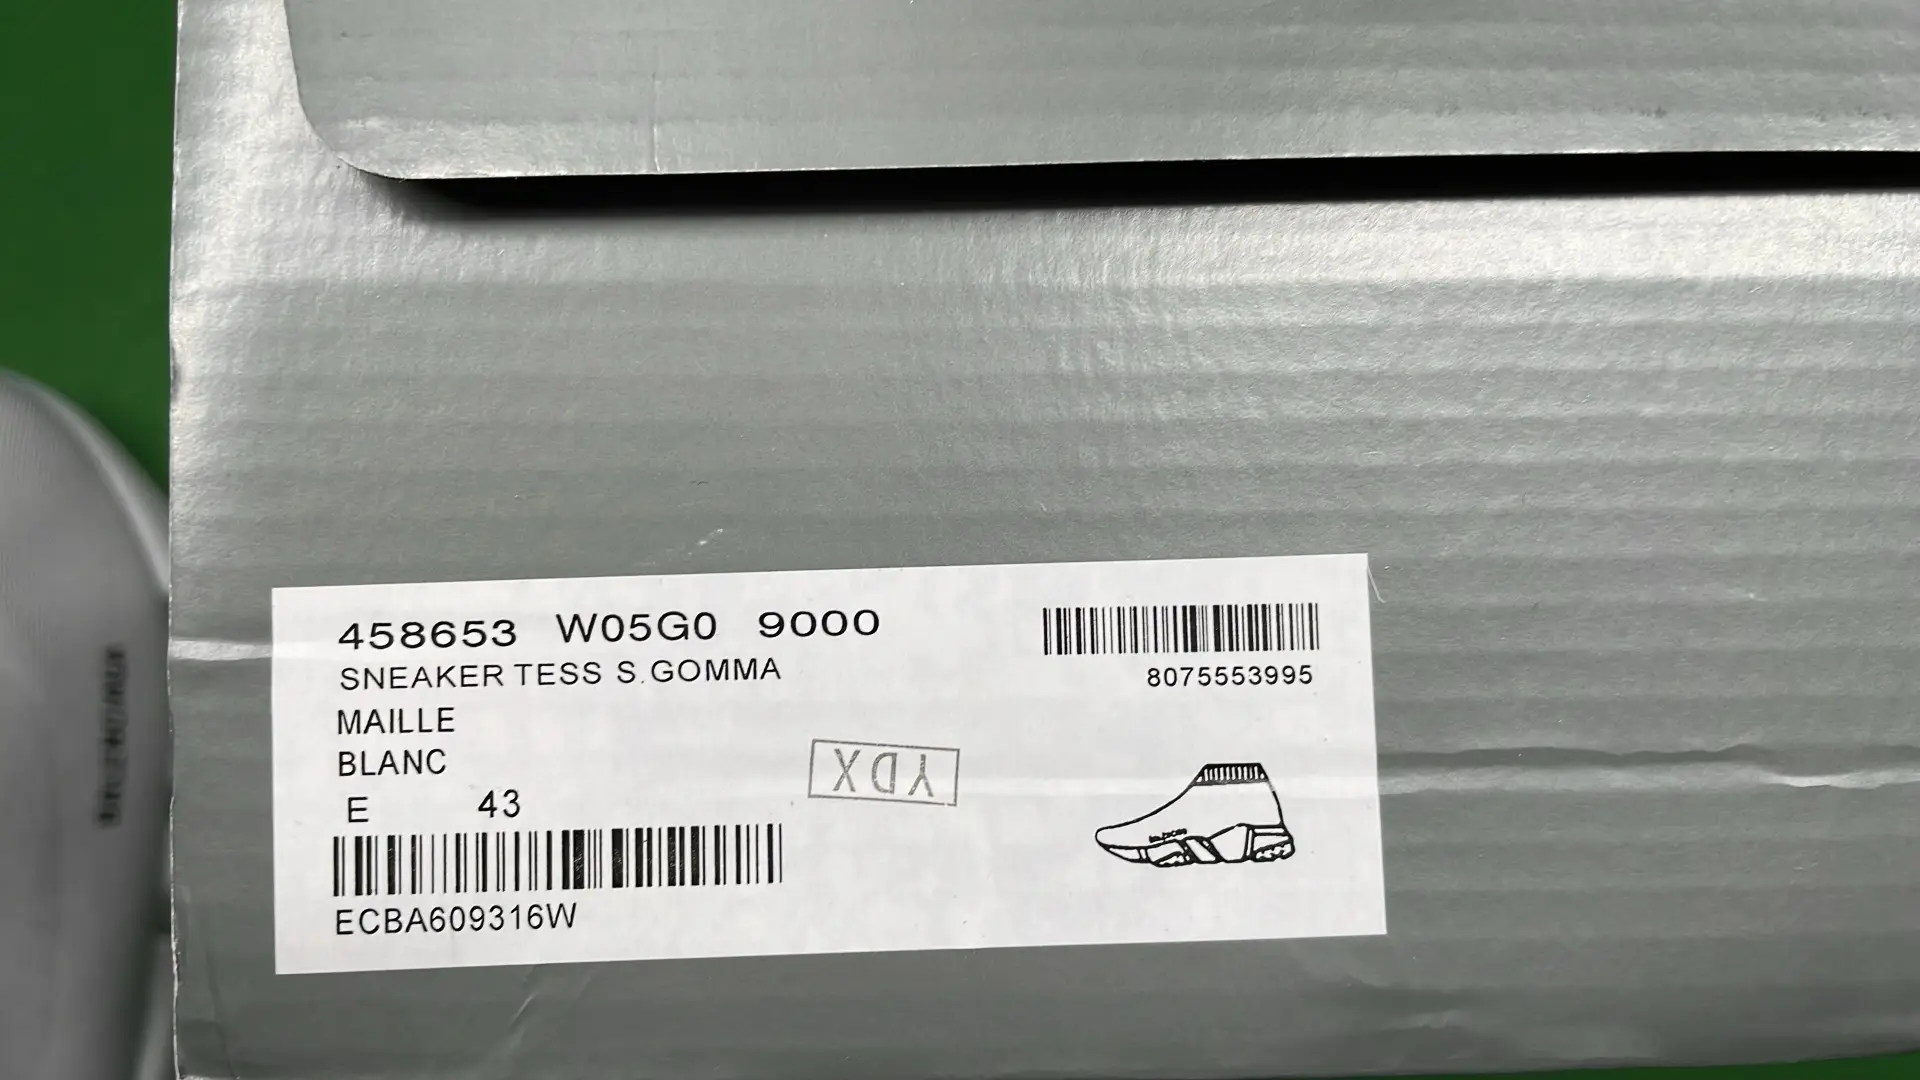 458653 W05G0 9000
SNEAKER TESS S.GOMMA
MAILLE
BLANC
E 43
ECBA609316W
8075553995
YDX